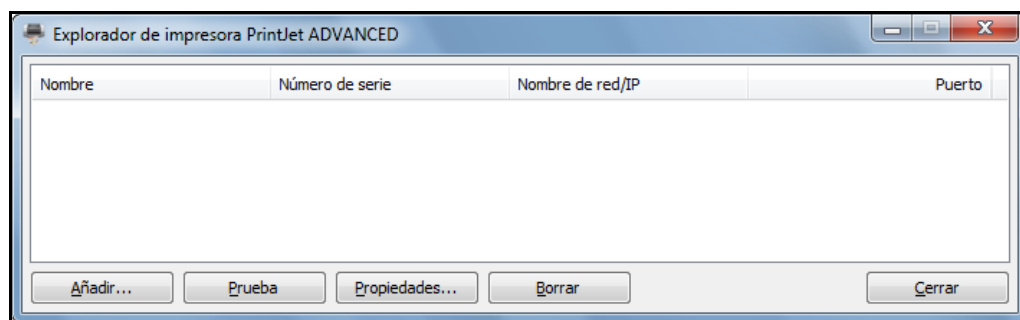 Explorador de impresora PrintJet ADVANCED
Nombre Número de serie Nombre de red/IP Puerto
Añadir... Prueba Propiedades... Borrar Cerrar